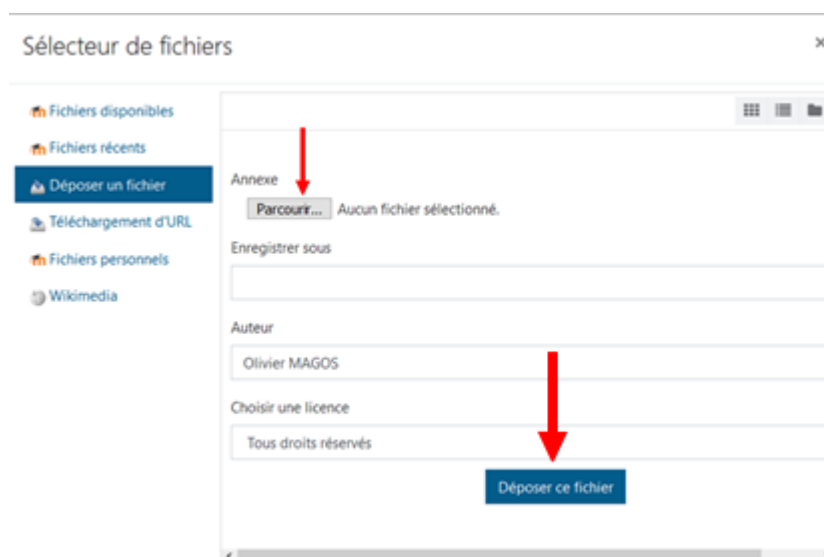 Sélecteur de fichiers
×
Fichiers disponibles
Fichiers récents
Déposer un fichier
Téléchargement d'URL
Fichiers personnels
Wikimedia
Annexe
Parcourir... Aucun fichier sélectionné.
Enregistrer sous
Auteur
Olivier MAGOS
Choisir une licence
Tous droits réservés
Déposer ce fichier